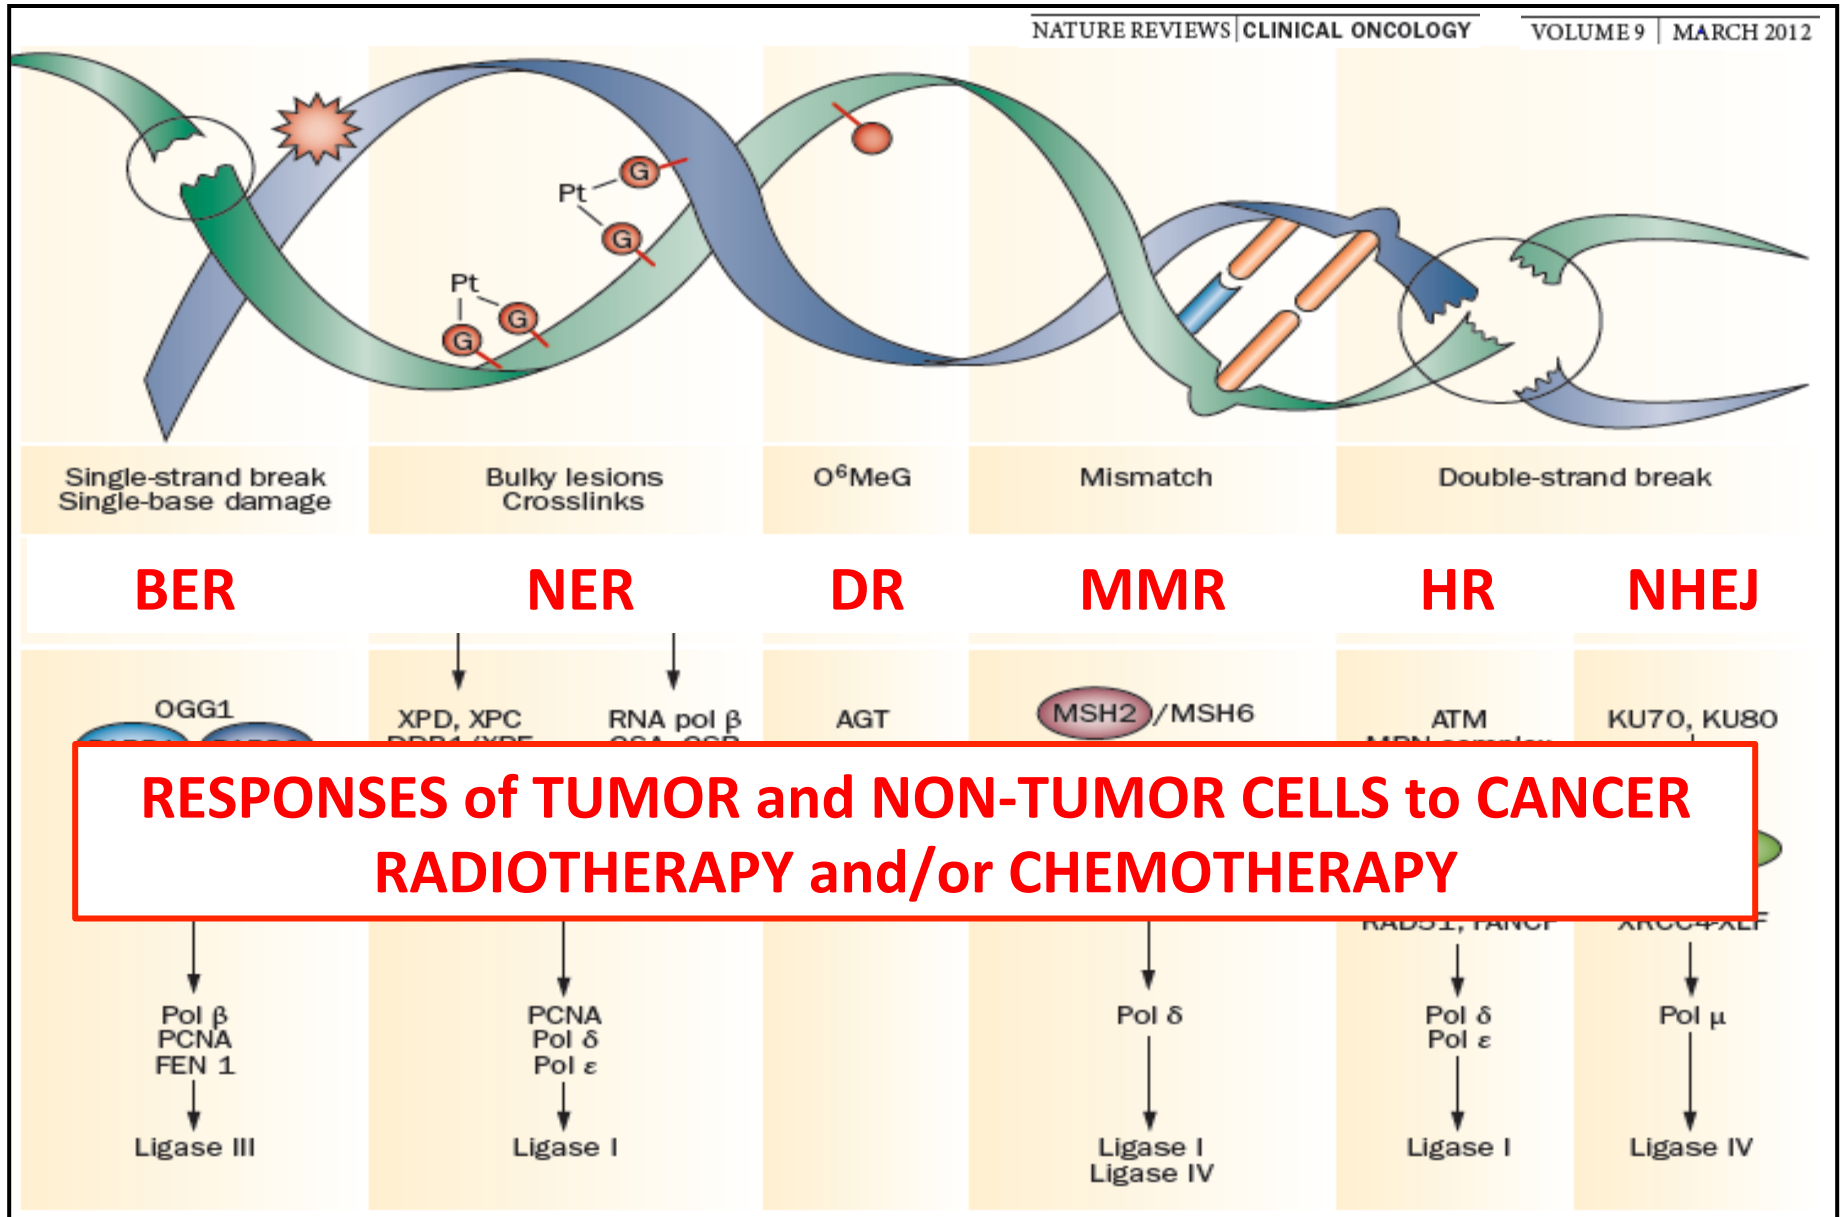 NATURE REVIEWS | CLINICAL ONCOLOGY VOLUME 9 | MARCH 2012
Pt
G
G
Pt
G
G
Single-strand break
Single-base damage
Bulky lesions
Crosslinks
O⁶MeG
Mismatch
Double-strand break
BER
NER
DR
MMR
HR
NHEJ
OGG1
XPD, XPC
RNA pol β
AGT
MSH2 /MSH6
ATM
KU70, KU80
RESPONSES of TUMOR and NON-TUMOR CELLS to CANCER
RADIOTHERAPY and/or CHEMOTHERAPY
XRCC4-XLF
Pol β
PCNA
FEN 1
Ligase III
PCNA
Pol δ
Pol ε
Ligase I
Pol δ
Ligase I
Ligase IV
Pol δ
Pol ε
Ligase I
Pol μ
Ligase IV